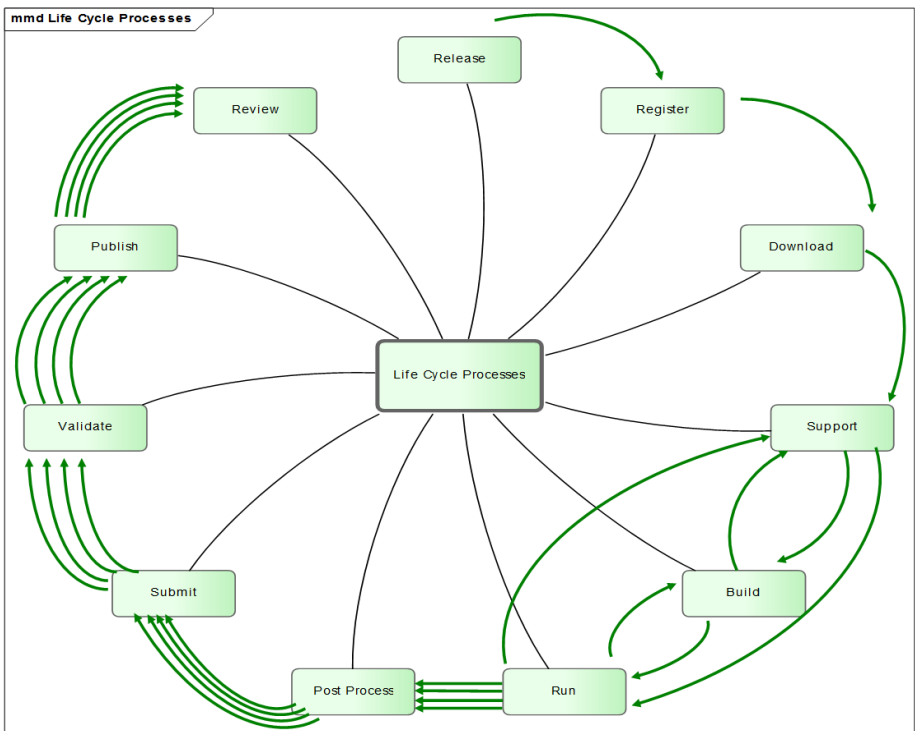 mmd Life Cycle Processes
Release
Review
Register
Publish
Download
Life Cycle Processes
Validate
Support
Submit
Build
Post Process
Run